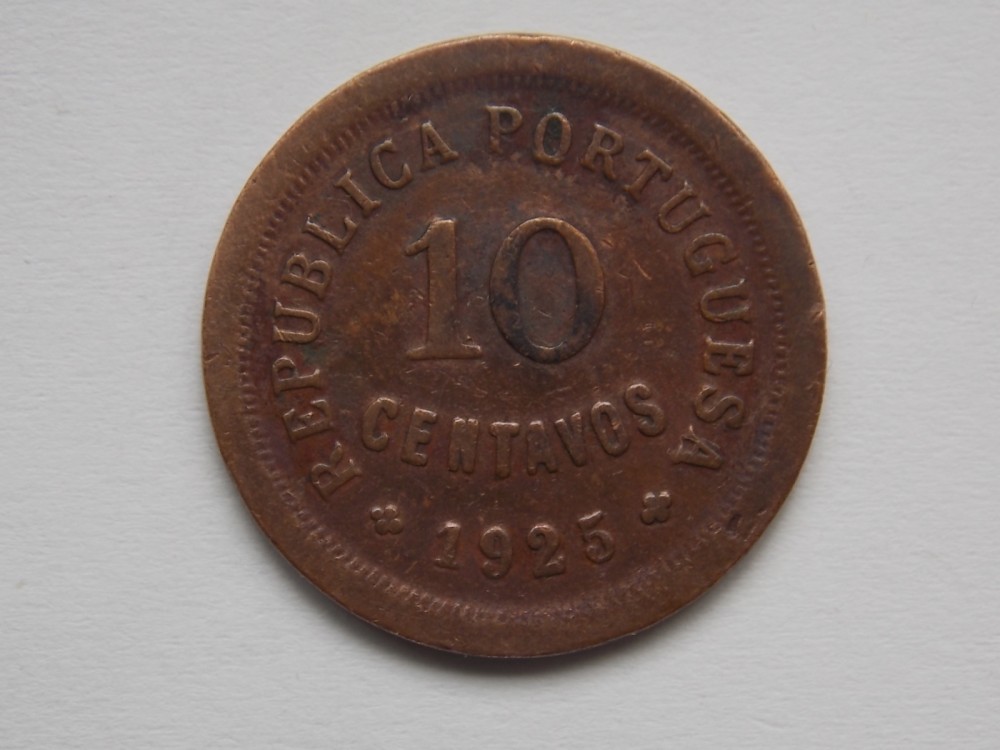 REPUBLICA PORTUGUESA
10
CENTAVOS
1925